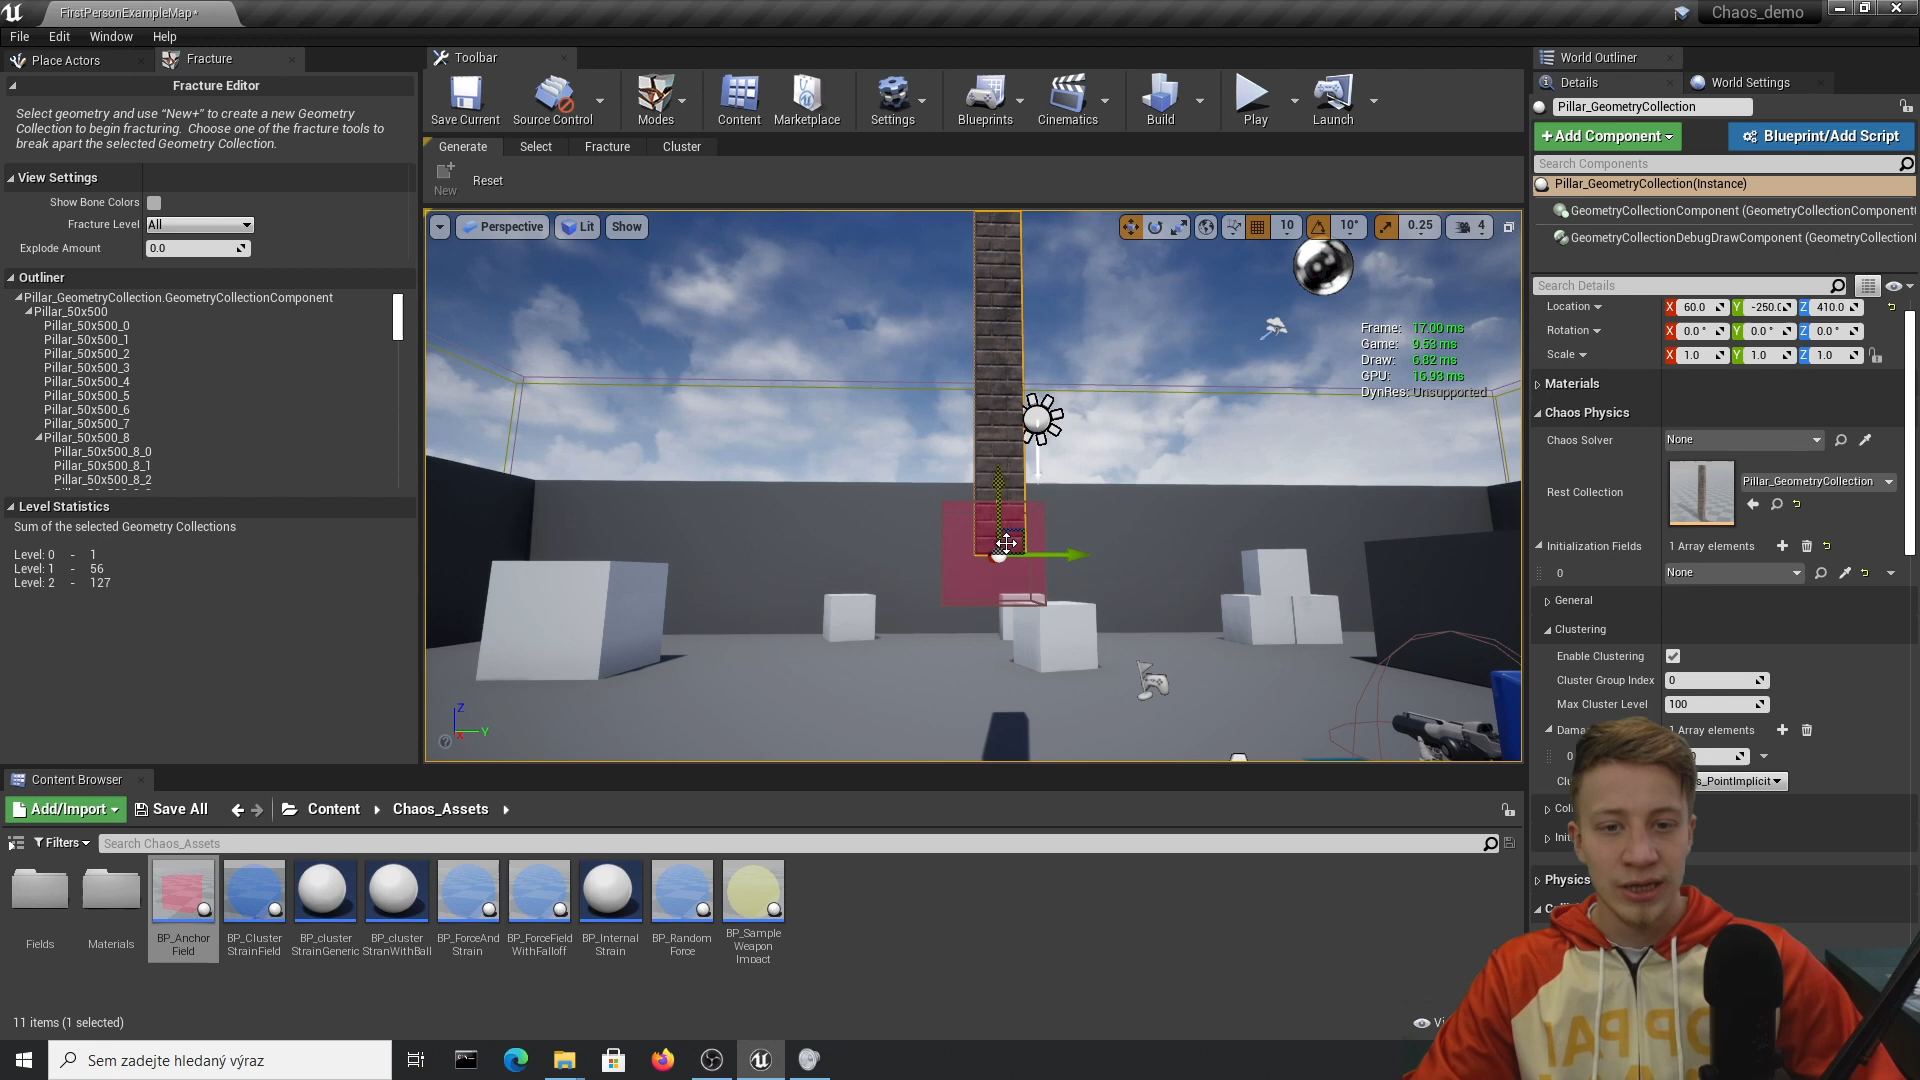 FirstPersonExampleMap*
Chaos_demo
File Edit Window Help
Place Actors
Fracture
Fracture Editor
Select geometry and use "New+" to create a new Geometry
Collection to begin fracturing. Choose one of the fracture tools to
break apart the selected Geometry Collection.
View Settings
Show Bone Colors
Fracture Level All
Explode Amount 0.0
Outliner
Pillar_GeometryCollection.GeometryCollectionComponent
Pillar_50x500
Pillar_50x500_0
Pillar_50x500_1
Pillar_50x500_2
Pillar_50x500_3
Pillar_50x500_4
Pillar_50x500_5
Pillar_50x500_6
Pillar_50x500_7
Pillar_50x500_8
Pillar_50x500_8_0
Pillar_50x500_8_1
Pillar_50x500_8_2
Level Statistics
Sum of the selected Geometry Collections
Level: 0 - 1
Level: 1 - 56
Level: 2 - 127
Toolbar
Save Current
Source Control
Modes
Content
Marketplace
Settings
Blueprints
Cinematics
Build
Play
Launch
Generate Select Fracture Cluster
New
Reset
Perspective
Lit
Show
10
10°
0.25
4
Frame: 17.00 ms
Game: 9.53 ms
Draw: 6.82 ms
GPU: 16.93 ms
DynRes: Unsupported
Z
X
Y
World Outliner
Details
World Settings
Pillar_GeometryCollection
+Add Component
Blueprint/Add Script
Search Components
Pillar_GeometryCollection(Instance)
GeometryCollectionComponent (GeometryCollectionComponent
GeometryCollectionDebugDrawComponent (GeometryCollection
Search Details
Location X 60.0 Y -250.0 Z 410.0
Rotation X 0.0 ° Y 0.0 ° Z 0.0 °
Scale X 1.0 Y 1.0 Z 1.0
Materials
Chaos Physics
Chaos Solver None
Rest Collection
Pillar_GeometryCollection
Initialization Fields 1 Array elements
0 None
General
Clustering
Enable Clustering
Cluster Group Index 0
Max Cluster Level 100
Dama 1 Array elements
0
Clu s_PointImplicit
Coll
Init
Physics
Content Browser
Add/Import
Save All
Content
Chaos_Assets
Filters
Search Chaos_Assets
Fields
Materials
BP_Anchor
Field
BP_Cluster
StrainField
BP_cluster
StrainGeneric
BP_cluster
StranWithBall
BP_ForceAnd
Strain
BP_ForceField
WithFalloff
BP_Internal
Strain
BP_Random
Force
BP_Sample
Weapon
Impact
11 items (1 selected)
Sem zadejte hledaný výraz